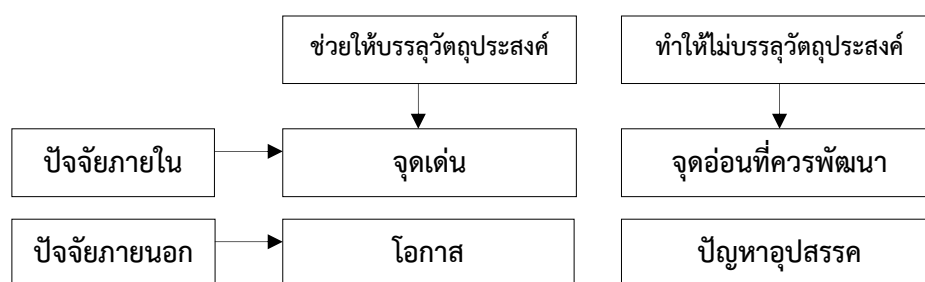 ช่วยให้บรรลุวัตถุประสงค์
ทำให้ไม่บรรลุวัตถุประสงค์
ปัจจัยภายใน
จุดเด่น
จุดอ่อนที่ควรพัฒนา
ปัจจัยภายนอก
โอกาส
ปัญหาอุปสรรค